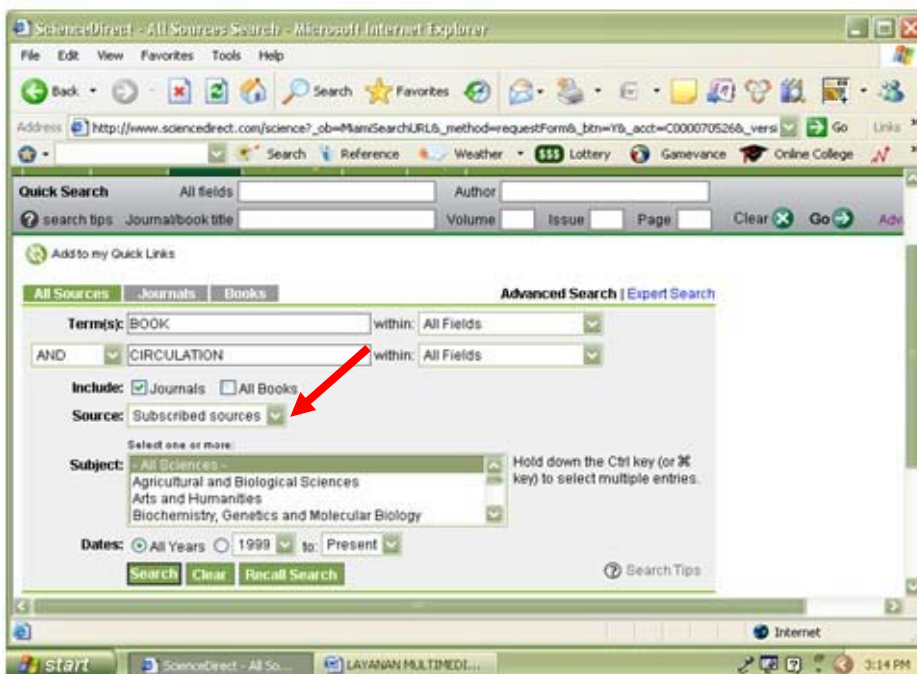 ScienceDirect - All Sources Search - Microsoft Internet Explorer
File Edit View Favorites Tools Help
Back Search Favorites
Address http://www.sciencedirect.com/science?_ob=MiamiSearchURL&_method=requestForm&_btn=Y&_acct=C000070526&_versi Go Links
Search Reference Weather $$$ Lottery Gamevance Online College
Quick Search All fields Author
search tips Journal/book title Volume Issue Page Clear Go Adv
Add to my Quick Links
All Sources Journals Books Advanced Search | Expert Search
Term(s): BOOK within: All Fields
AND CIRCULATION within: All Fields
Include: Journals All Books
Source: Subscribed sources
Select one or more:
Subject: - All Sciences - Hold down the Ctrl key (or ⌘
Agricultural and Biological Sciences key) to select multiple entries.
Arts and Humanities
Biochemistry, Genetics and Molecular Biology
Dates: All Years 1999 to: Present
Search Clear Recall Search Search Tips
Internet
start ScienceDirect - All So... LAYANAN MULTIMEDI... 3:14 PM